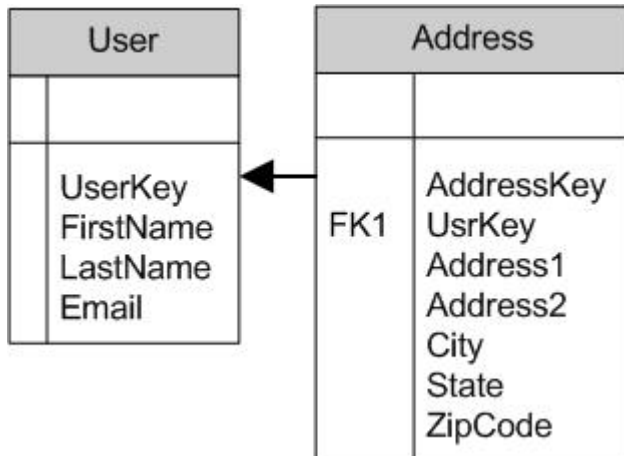 User
UserKey
FirstName
LastName
Email
Address
AddressKey
FK1 UsrKey
Address1
Address2
City
State
ZipCode